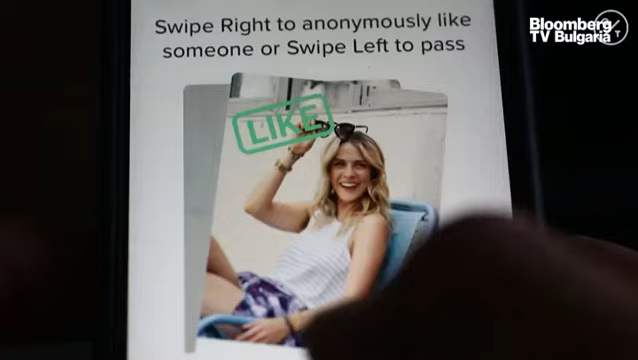 Swipe Right to anonymously like
someone or Swipe Left to pass
LIKE
Bloomberg
TV Bulgaria